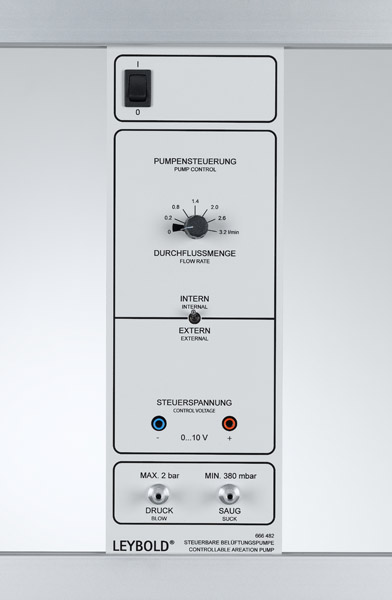 I
0
PUMPENSTEUERUNG
PUMP CONTROL
0 0.2 0.8 1.4 2.0 2.6 3.2 l/min
DURCHFLUSSMENGE
FLOW RATE
INTERN
INTERNAL
EXTERN
EXTERNAL
STEUERSPANNUNG
CONTROL VOLTAGE
- 0...10 V +
MAX. 2 bar MIN. 380 mbar
DRUCK SAUG
BLOW SUCK
666 482
LEYBOLD® STEUERBARE BELÜFTUNGSPUMPE
CONTROLLABLE AREATION PUMP